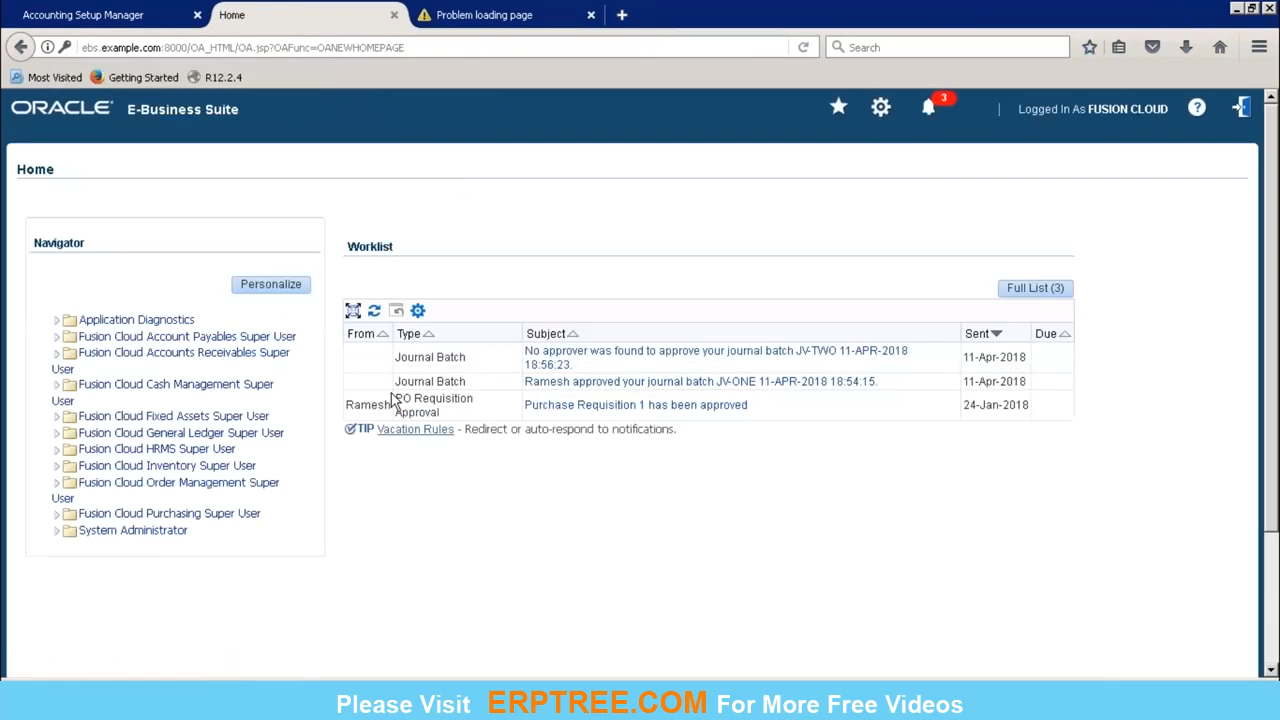 Accounting Setup Manager
Home
Problem loading page
ebs.example.com:8000/OA_HTML/OA.jsp?OAFunc=OANEWHOMEPAGE
Search
Most Visited
Getting Started
R12.2.4
ORACLE E-Business Suite
3
Logged In As FUSION CLOUD
Home
Navigator
Personalize
Application Diagnostics
Fusion Cloud Account Payables Super User
Fusion Cloud Accounts Receivables Super
User
Fusion Cloud Cash Management Super
User
Fusion Cloud Fixed Assets Super User
Fusion Cloud General Ledger Super User
Fusion Cloud HRMS Super User
Fusion Cloud Inventory Super User
Fusion Cloud Order Management Super
User
Fusion Cloud Purchasing Super User
System Administrator
Worklist
Full List (3)
From Type Subject Sent Due
Journal Batch No approver was found to approve your journal batch JV-TWO 11-APR-2018 11-Apr-2018
18:56:23.
Journal Batch Ramesh approved your journal batch JV-ONE 11-APR-2018 18:54:15. 11-Apr-2018
Ramesh PO Requisition Purchase Requisition 1 has been approved 24-Jan-2018
Approval
TIP Vacation Rules - Redirect or auto-respond to notifications.
Please Visit ERPTREE.COM For More Free Videos